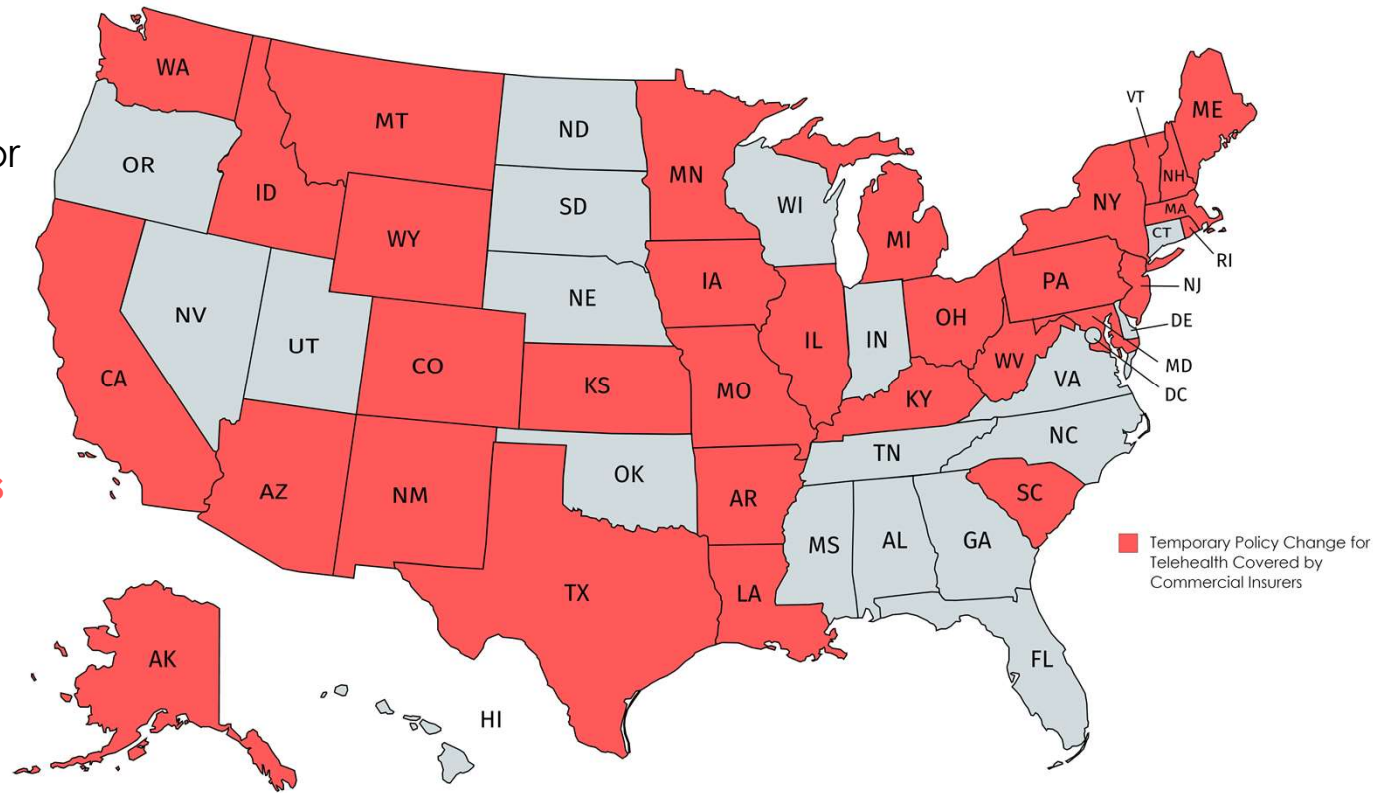 WA
MT
ND
MN
VT
ME
or
OR
ID
SD
WI
NH
WY
MI
NY
MA
CT
RI
IA
PA
NJ
NE
NV
OH
DE
UT
IL
IN
CO
WV
MD
CA
KS
MO
VA
DC
KY
NC
TN
OK
s
AZ
NM
AR
SC
MS
AL
GA
Temporary Policy Change for
Telehealth Covered by
Commercial Insurers
TX
LA
AK
FL
HI